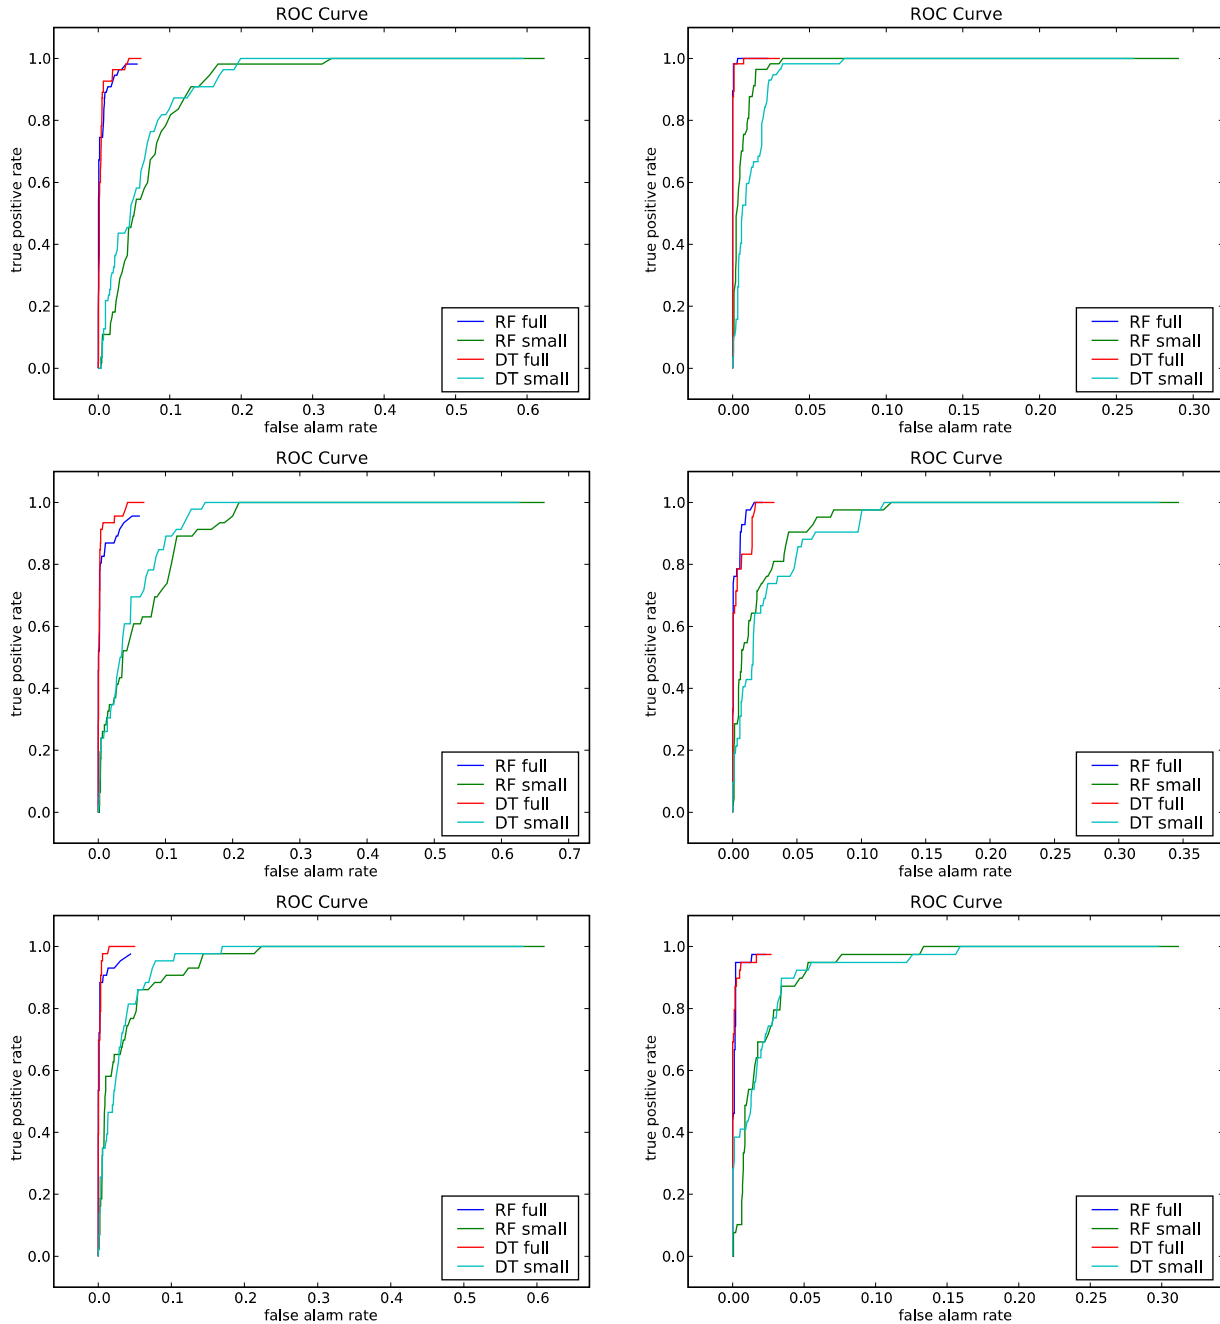 ROC Curve
1.0
0.8
0.6
0.4
0.2
0.0
true positive rate
RF full
RF small
DT full
DT small
0.0 0.1 0.2 0.3 0.4 0.5 0.6
false alarm rate
ROC Curve
1.0
0.8
0.6
0.4
0.2
0.0
true positive rate
RF full
RF small
DT full
DT small
0.00 0.05 0.10 0.15 0.20 0.25 0.30
false alarm rate
ROC Curve
1.0
0.8
0.6
0.4
0.2
0.0
true positive rate
RF full
RF small
DT full
DT small
0.0 0.1 0.2 0.3 0.4 0.5 0.6 0.7
false alarm rate
ROC Curve
1.0
0.8
0.6
0.4
0.2
0.0
true positive rate
RF full
RF small
DT full
DT small
0.00 0.05 0.10 0.15 0.20 0.25 0.30 0.35
false alarm rate
ROC Curve
1.0
0.8
0.6
0.4
0.2
0.0
true positive rate
RF full
RF small
DT full
DT small
0.0 0.1 0.2 0.3 0.4 0.5 0.6
false alarm rate
ROC Curve
1.0
0.8
0.6
0.4
0.2
0.0
true positive rate
RF full
RF small
DT full
DT small
0.00 0.05 0.10 0.15 0.20 0.25 0.30
false alarm rate